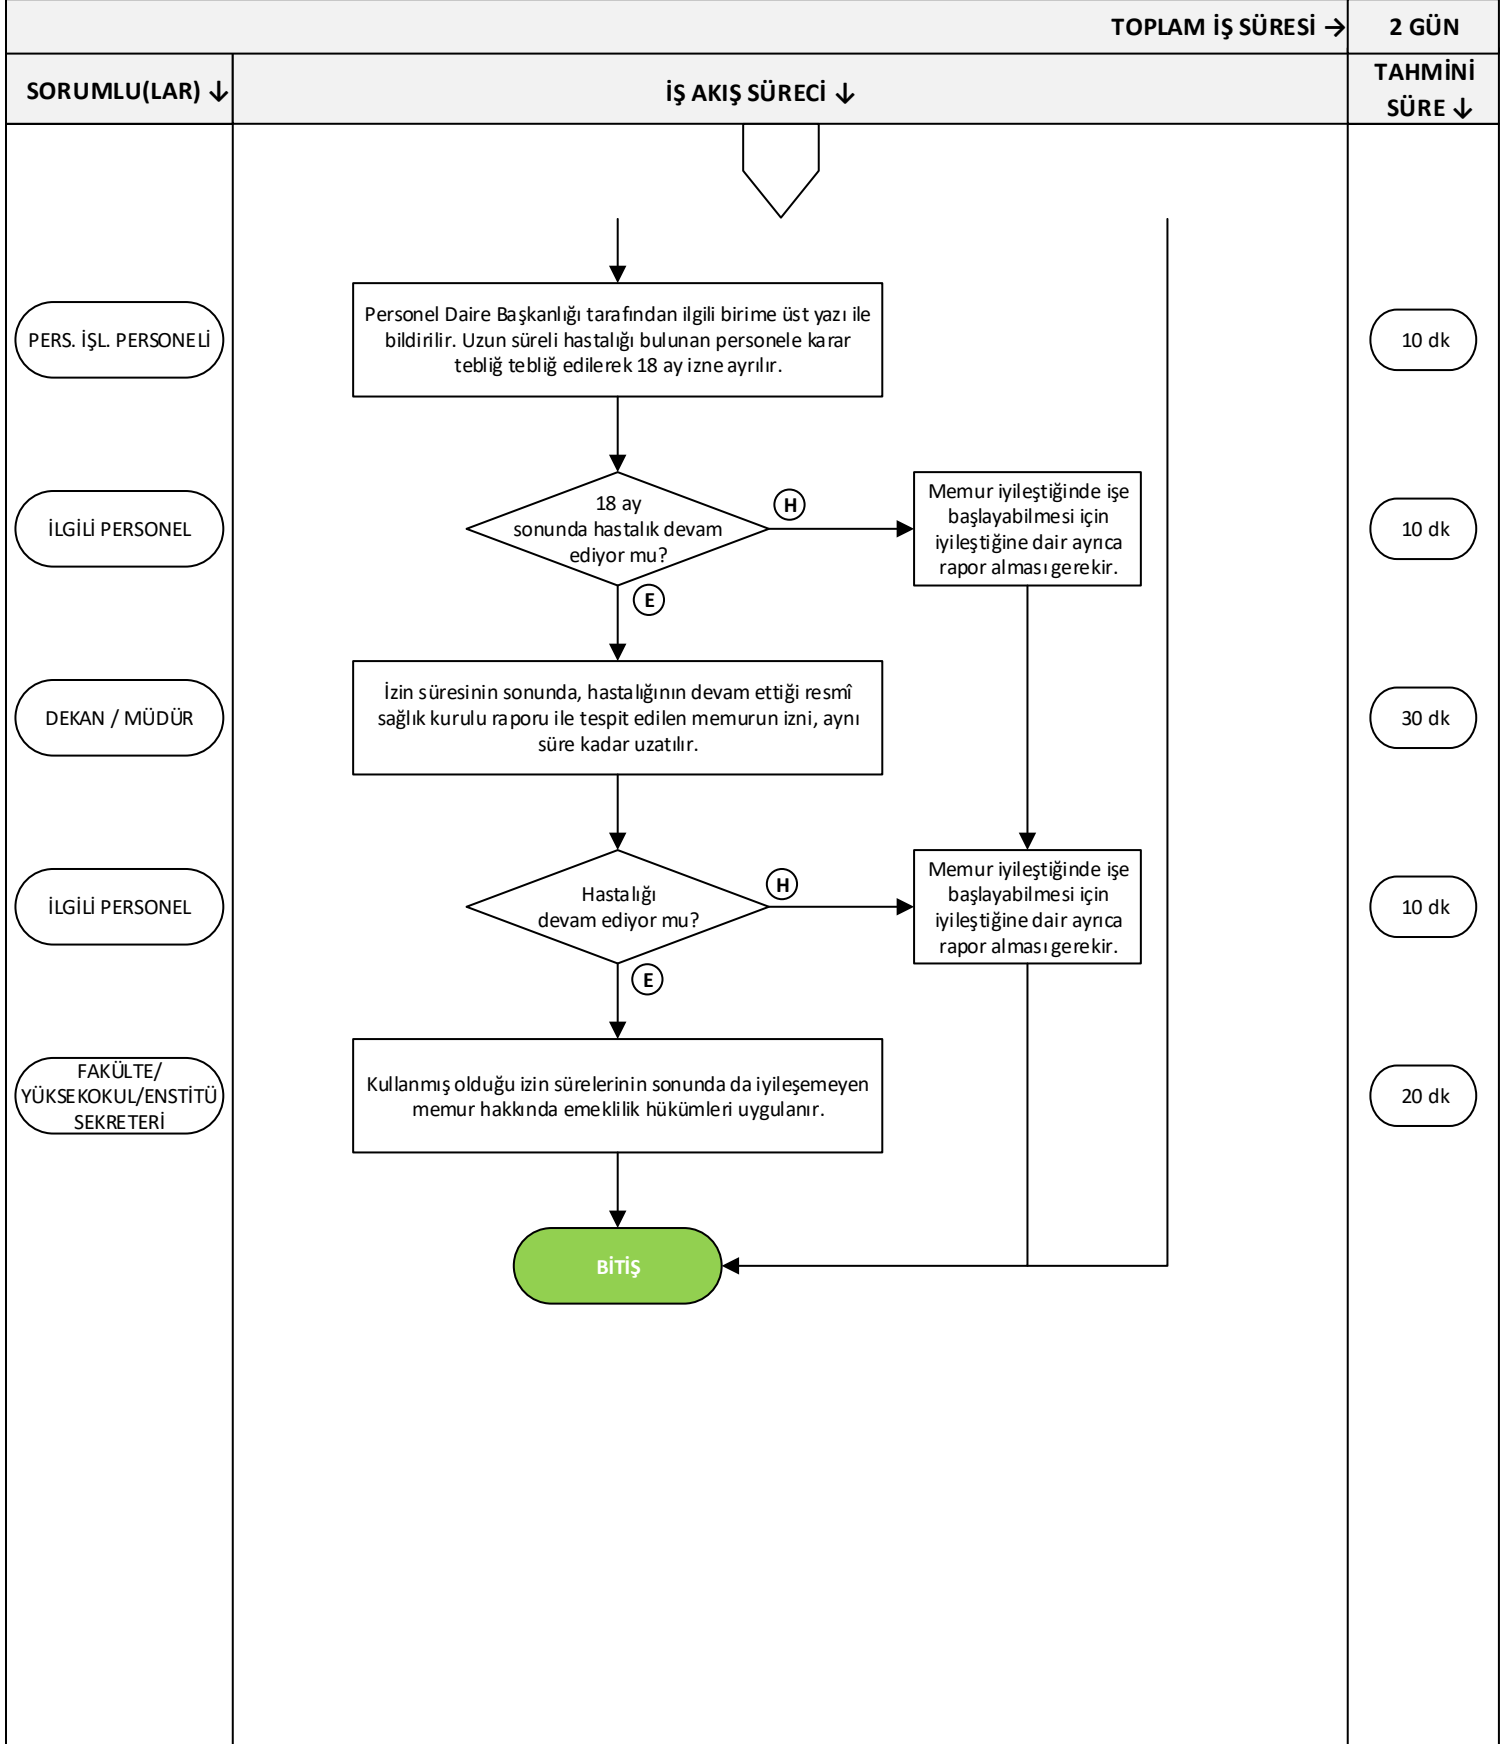 TOPLAM İŞ SÜRESİ → 2 GÜN
SORUMLU(LAR) ↓
İŞ AKIŞ SÜRECİ ↓
TAHMİNİ
SÜRE ↓
PERS. İŞL. PERSONELİ
Personel Daire Başkanlığı tarafından ilgili birime üst yazı ile
bildirilir. Uzun süreli hastalığı bulunan personele karar
tebliğ tebliğ edilerek 18 ay izne ayrılır.
10 dk
İLGİLİ PERSONEL
18 ay
sonunda hastalık devam
ediyor mu?
H
E
Memur iyileştiğinde işe
başlayabilmesi için
iyileştiğine dair ayrıca
rapor alması gerekir.
10 dk
DEKAN / MÜDÜR
İzin süresinin sonunda, hastalığının devam ettiği resmî
sağlık kurulu raporu ile tespit edilen memurun izni, aynı
süre kadar uzatılır.
30 dk
İLGİLİ PERSONEL
Hastalığı
devam ediyor mu?
H
E
Memur iyileştiğinde işe
başlayabilmesi için
iyileştiğine dair ayrıca
rapor alması gerekir.
10 dk
FAKÜLTE/
YÜKSEKOKUL/ENSTİTÜ
SEKRETERİ
Kullanmış olduğu izin sürelerinin sonunda da iyileşemeyen
memur hakkında emeklilik hükümleri uygulanır.
20 dk
BİTİŞ